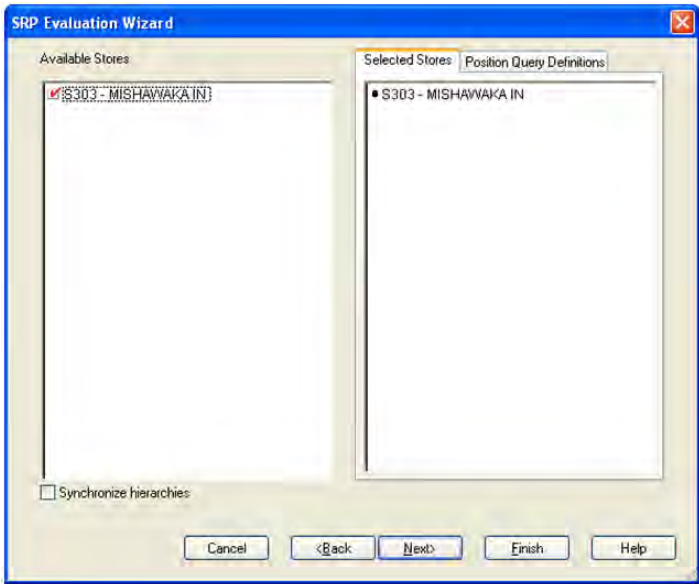 SRP Evaluation Wizard
Available Stores
Selected Stores
Position Query Definitions
S303 - MISHAWAKA IN
S303 - MISHAWAKA IN
Synchronize hierarchies
Cancel
<Back
Next>
Finish
Help